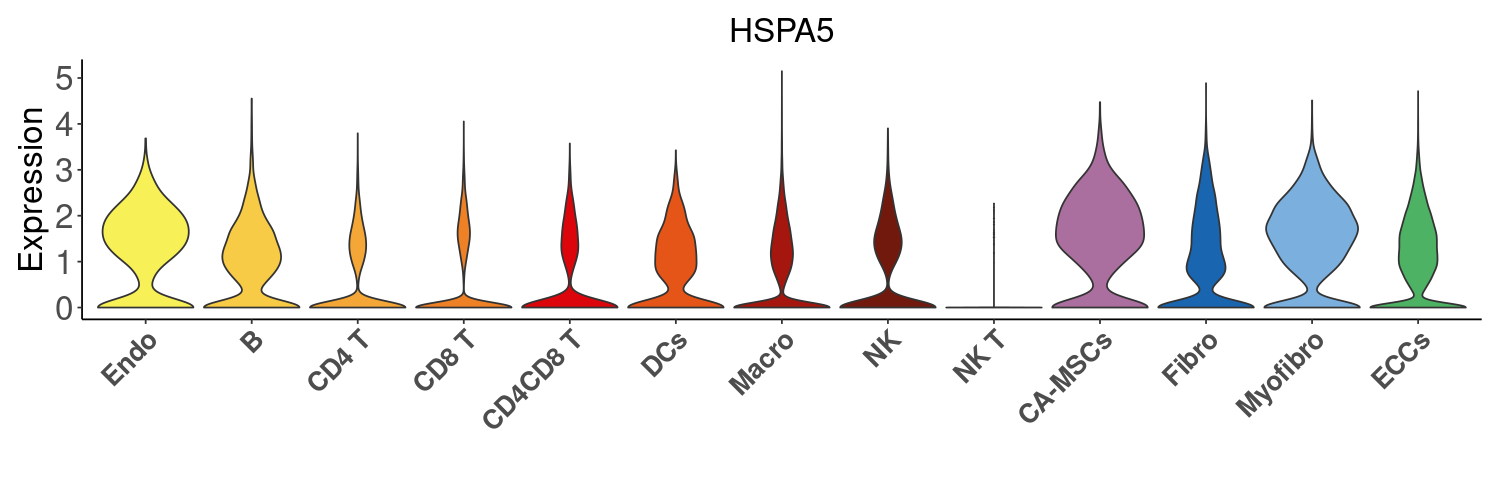 HSPA5
Expression
5
4
3
2
1
0
Endo
B
CD4 T
CD8 T
CD4CD8 T
DCs
Macro
NK
NK T
CA-MSCs
Fibro
Myofibro
ECCs